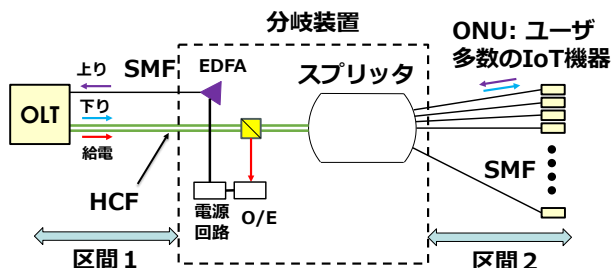 分岐装置
ONU: ユーザ
多数のIoT機器
上り
SMF
EDFA
スプリッタ
OLT
下り
給電
HCF
電源
回路
O/E
SMF
区間1
区間2